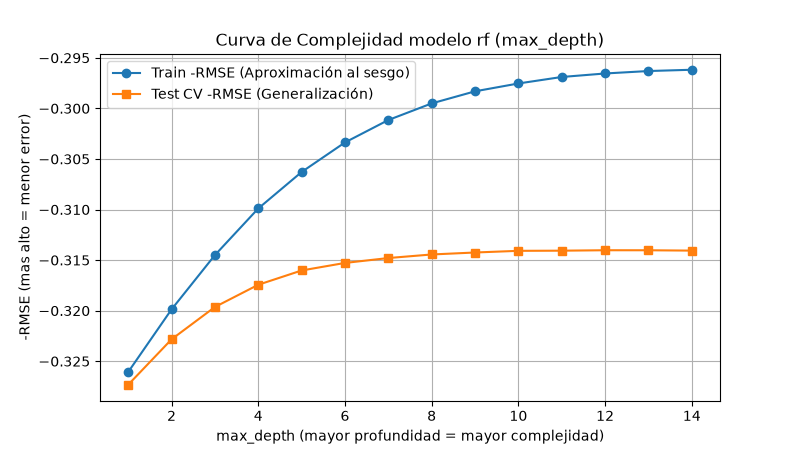 Curva de Complejidad modelo rf (max_depth)
Train -RMSE (Aproximación al sesgo)
Test CV -RMSE (Generalización)
-RMSE (mas alto = menor error)
−0.295
−0.300
−0.305
−0.310
−0.315
−0.320
−0.325
2 4 6 8 10 12 14
max_depth (mayor profundidad = mayor complejidad)